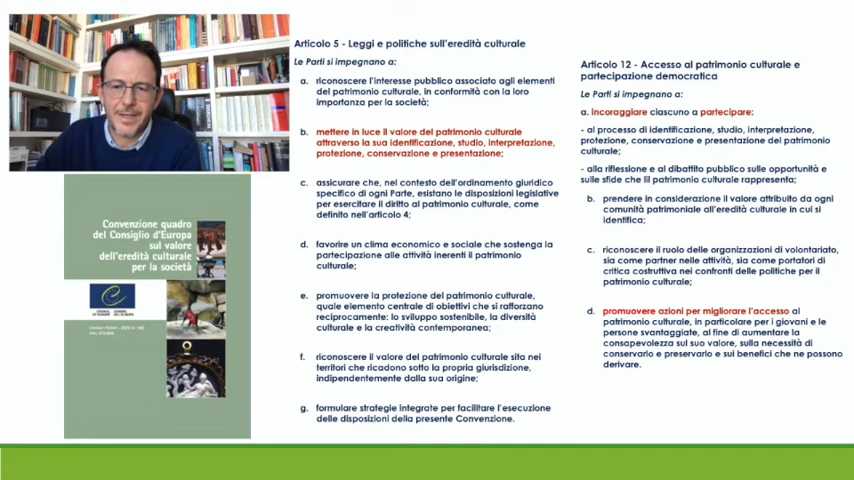 Articolo 5 - Leggi e politiche sull'eredità culturale
Le Parti si impegnano a:
a. riconoscere l'interesse pubblico associato agli elementi
del patrimonio culturale, in conformità con la loro
importanza per la società;
b. mettere in luce il valore del patrimonio culturale
attraverso la sua identificazione, studio, interpretazione,
protezione, conservazione e presentazione;
c. assicurare che, nel contesto dell'ordinamento giuridico
specifico di ogni Parte, esistano le disposizioni legislative
per esercitare il diritto al patrimonio culturale, come
definito nell'articolo 4;
d. favorire un clima economico e sociale che sostenga la
partecipazione alle attività inerenti il patrimonio
culturale;
e. promuovere la protezione del patrimonio culturale,
quale elemento centrale di obiettivi che si rafforzano
reciprocamente: lo sviluppo sostenibile, la diversità
culturale e la creatività contemporanea;
f. riconoscere il valore del patrimonio culturale sito nei
territori che ricadono sotto la propria giurisdizione,
indipendentemente dalla sua origine;
g. formulare strategie integrate per facilitare l'esecuzione
delle disposizioni della presente Convenzione.
Articolo 12 - Accesso al patrimonio culturale e
partecipazione democratica
Le Parti si impegnano a:
a. incoraggiare ciascuno a partecipare:
- al processo di identificazione, studio, interpretazione,
protezione, conservazione e presentazione del patrimonio
culturale;
- alla riflessione e al dibattito pubblico sulle opportunità e
sulle sfide che lil patrimonio culturale rappresenta;
b. prendere in considerazione il valore attribuito da ogni
comunità patrimoniale all'eredità culturale in cui si
identifica;
c. riconoscere il ruolo delle organizzazioni di volontariato,
sia come partner nelle attività, sia come portatori di
critica costruttiva nei confronti delle politiche per il
patrimonio culturale;
d. promuovere azioni per migliorare l'accesso al
patrimonio culturale, in particolare per i giovani e le
persone svantaggiate, al fine di aumentare la
consapevolezza sul suo valore, sulla necessità di
conservarlo e preservarlo e sui benefici che ne possono
derivare.
Convenzione quadro
del Consiglio d'Europa
sul valore
dell'eredità culturale
per la società
COUNCIL OF EUROPE
CONSEIL DE L'EUROPE